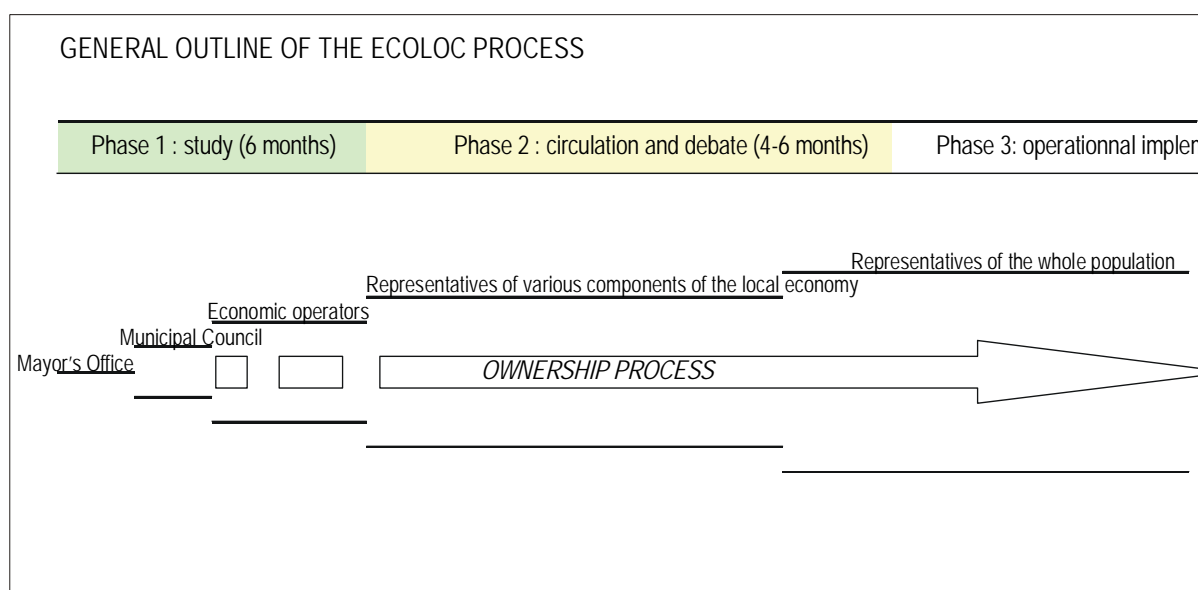 GENERAL OUTLINE OF THE ECOLOC PROCESS
Phase 1 : study (6 months)
Phase 2 : circulation and debate (4-6 months)
Phase 3: operationnal
Representatives of the whole population
Representatives of various components of the local economy
Economic operators
Municipal Council
Mayor's Office
OWNERSHIP PROCESS